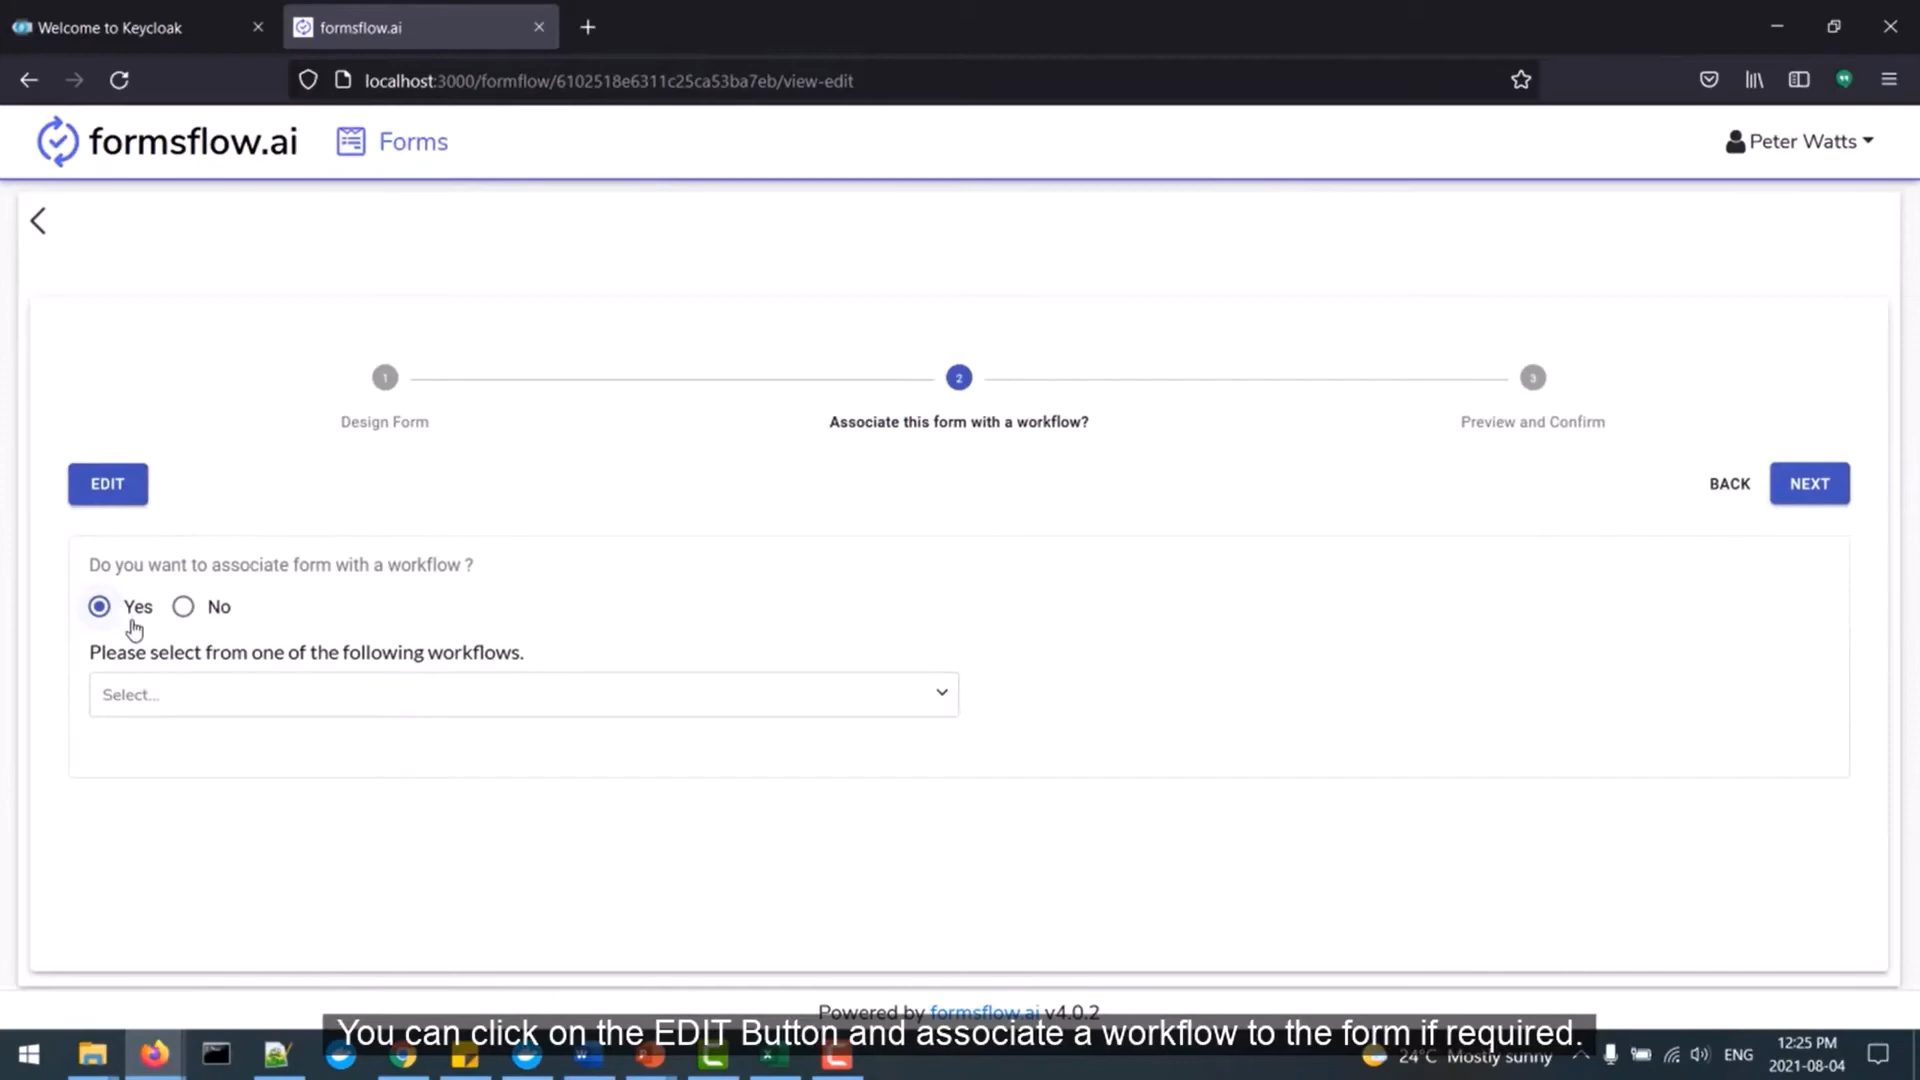 Welcome to Keycloak
formsflow.ai
localhost:3000/formflow/6102518e6311c25ca53ba7eb/view-edit
formsflow.ai
Forms
Peter Watts
1
2
3
Design Form
Associate this form with a workflow?
Preview and Confirm
EDIT
BACK
NEXT
Do you want to associate form with a workflow ?
Yes
No
Please select from one of the following workflows.
Select...
Powered by formsflow.ai v4.0.2
You can click on the EDIT Button and associate a workflow to the form if required.
24°C Mostly sunny
ENG
12:25 PM
2021-08-04